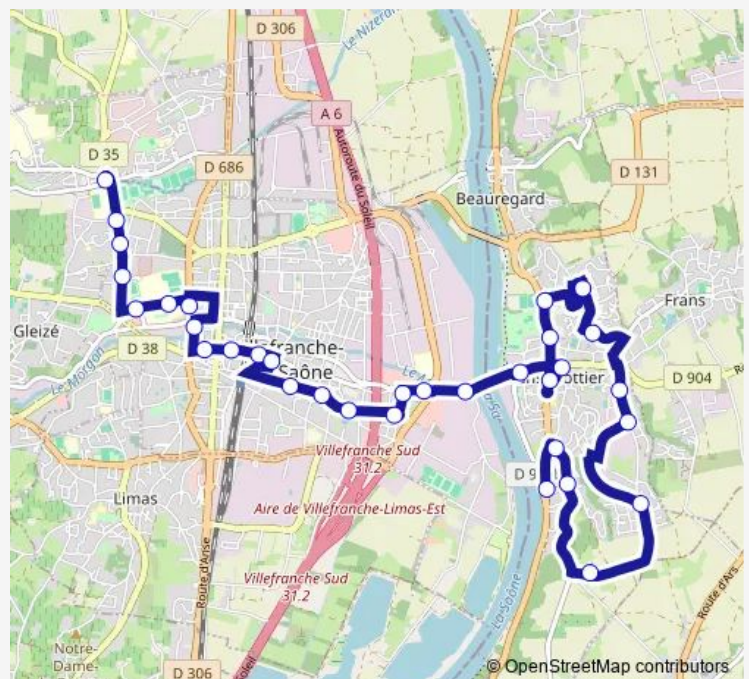 D 306
Le Nizeran
A 6
Autoroute du Soleil
D 35
D 686
D 131
Beauregard
Frans
Gleizé
D 38
Le Morgon
Saône
D 904
Villefranche Sud
31.2
D 9
Limas
Aire de Villefranche-Limas-Est
Route d'Anse
Villefranche Sud
31.2
La Saône
Route d'Ars
Notre-
Dame-
D 306
© OpenStreetMap contributors